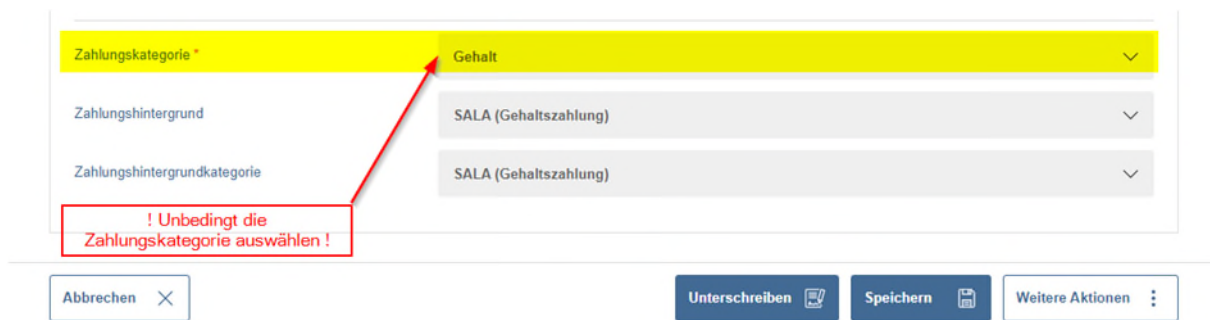 Zahlungskategorie * Gehalt
Zahlungshintergrund SALA (Gehaltszahlung)
Zahlungshintergrundkategorie SALA (Gehaltszahlung)
! Unbedingt die
Zahlungskategorie auswählen !
Abbrechen Unterschreiben Speichern Weitere Aktionen